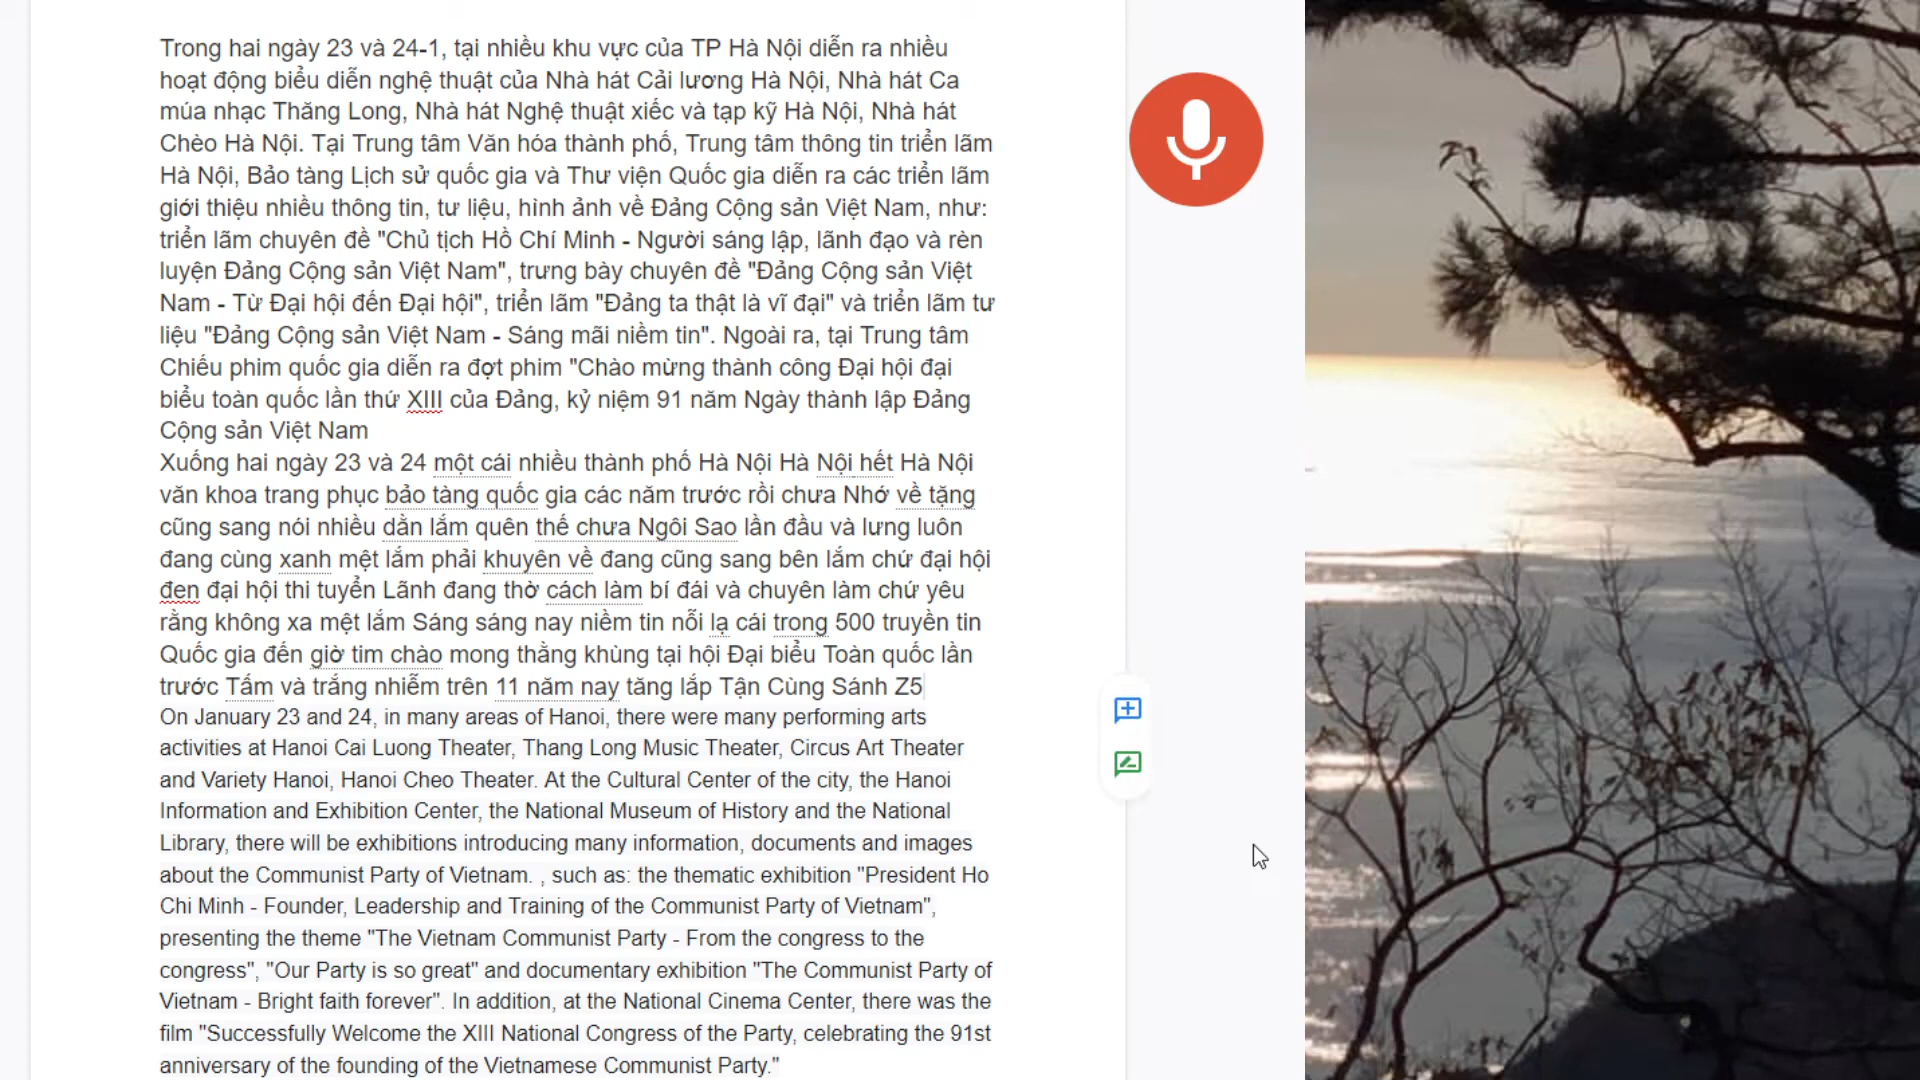 Trong hai ngày 23 và 24-1, tại nhiều khu vực của TP Hà Nội diễn ra nhiều
hoạt động biểu diễn nghệ thuật của Nhà hát Cải lương Hà Nội, Nhà hát Ca
múa nhạc Thăng Long, Nhà hát Nghệ thuật xiếc và tạp kỹ Hà Nội, Nhà hát
Chèo Hà Nội. Tại Trung tâm Văn hóa thành phố, Trung tâm thông tin triển lãm
Hà Nội, Bảo tàng Lịch sử quốc gia và Thư viện Quốc gia diễn ra các triển lãm
giới thiệu nhiều thông tin, tư liệu, hình ảnh về Đảng Cộng sản Việt Nam, như:
triển lãm chuyên đề "Chủ tịch Hồ Chí Minh - Người sáng lập, lãnh đạo và rèn
luyện Đảng Cộng sản Việt Nam", trưng bày chuyên đề "Đảng Cộng sản Việt
Nam - Từ Đại hội đến Đại hội", triển lãm "Đảng ta thật là vĩ đại" và triển lãm tư
liệu "Đảng Cộng sản Việt Nam - Sáng mãi niềm tin". Ngoài ra, tại Trung tâm
Chiếu phim quốc gia diễn ra đợt phim "Chào mừng thành công Đại hội đại
biểu toàn quốc lần thứ XIII của Đảng, kỷ niệm 91 năm Ngày thành lập Đảng
Cộng sản Việt Nam
Xuống hai ngày 23 và 24 một cái nhiều thành phố Hà Nội Hà Nội hết Hà Nội
văn khoa trang phục bảo tàng quốc gia các năm trước rồi chưa Nhớ về tặng
cũng sang nói nhiều dằn lắm quên thế chưa Ngôi Sao lần đầu và lưng luôn
đang cùng xanh mệt lắm phải khuyên về đang cũng sang bên lắm chứ đại hội
đen đại hội thi tuyển Lãnh đang thờ cách làm bí đái và chuyên làm chứ yêu
rằng không xa mệt lắm Sáng sáng nay niềm tin nỗi lạ cái trong 500 truyền tin
Quốc gia đến giờ tim chào mong thằng khùng tại hội Đại biểu Toàn quốc lần
trước Tấm và trắng nhiễm trên 11 năm nay tăng lắp Tận Cùng Sánh Z5
On January 23 and 24, in many areas of Hanoi, there were many performing arts
activities at Hanoi Cai Luong Theater, Thang Long Music Theater, Circus Art Theater
and Variety Hanoi, Hanoi Cheo Theater. At the Cultural Center of the city, the Hanoi
Information and Exhibition Center, the National Museum of History and the National
Library, there will be exhibitions introducing many information, documents and images
about the Communist Party of Vietnam. , such as: the thematic exhibition "President Ho
Chi Minh - Founder, Leadership and Training of the Communist Party of Vietnam",
presenting the theme "The Vietnam Communist Party - From the congress to the
congress", "Our Party is so great" and documentary exhibition "The Communist Party of
Vietnam - Bright faith forever". In addition, at the National Cinema Center, there was the
film "Successfully Welcome the XIII National Congress of the Party, celebrating the 91st
anniversary of the founding of the Vietnamese Communist Party."